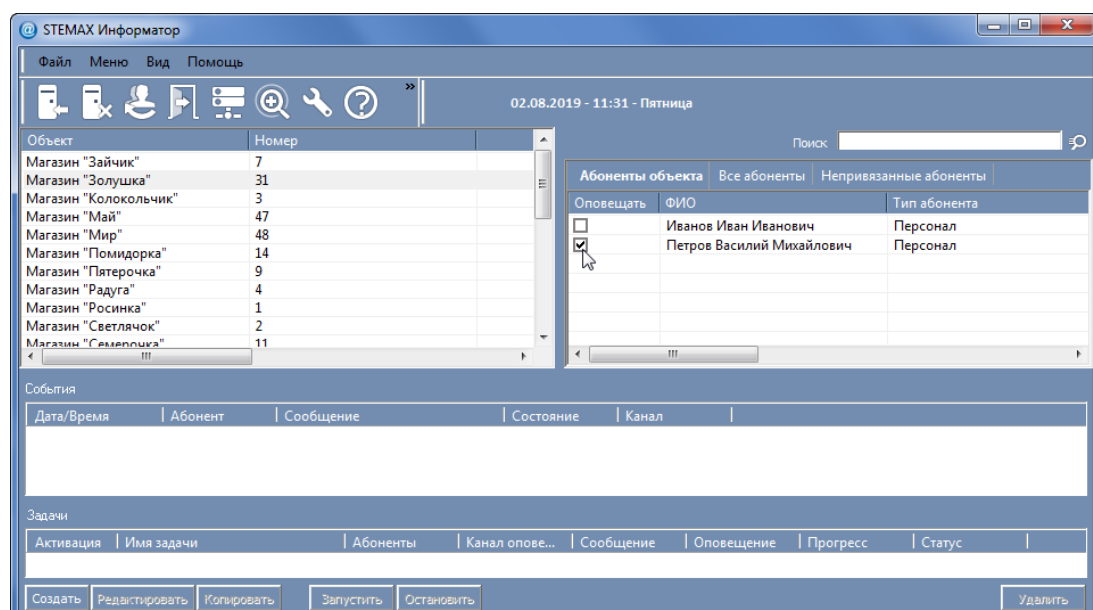 STEMAX Информатор
Файл Меню Вид Помощь
» 02.08.2019 - 11:31 - Пятница
Поиск
Объект Номер
Магазин "Зайчик" 7
Магазин "Золушка" 31
Магазин "Колокольчик" 3
Магазин "Май" 47
Магазин "Мир" 48
Магазин "Помидорка" 14
Магазин "Пятерочка" 9
Магазин "Радуга" 4
Магазин "Росинка" 1
Магазин "Светлячок" 2
Магазин "Семерочка" 11
Абоненты объекта Все абоненты Непривязанные абоненты
Оповещать ФИО Тип абонента
Иванов Иван Иванович Персонал
Петров Василий Михайлович Персонал
События
Дата/Время Абонент Сообщение Состояние Канал
Задачи
Активация Имя задачи Абоненты Канал опове... Сообщение Оповещение Прогресс Статус
Создать Редактировать Копировать Запустить Остановить Удалить